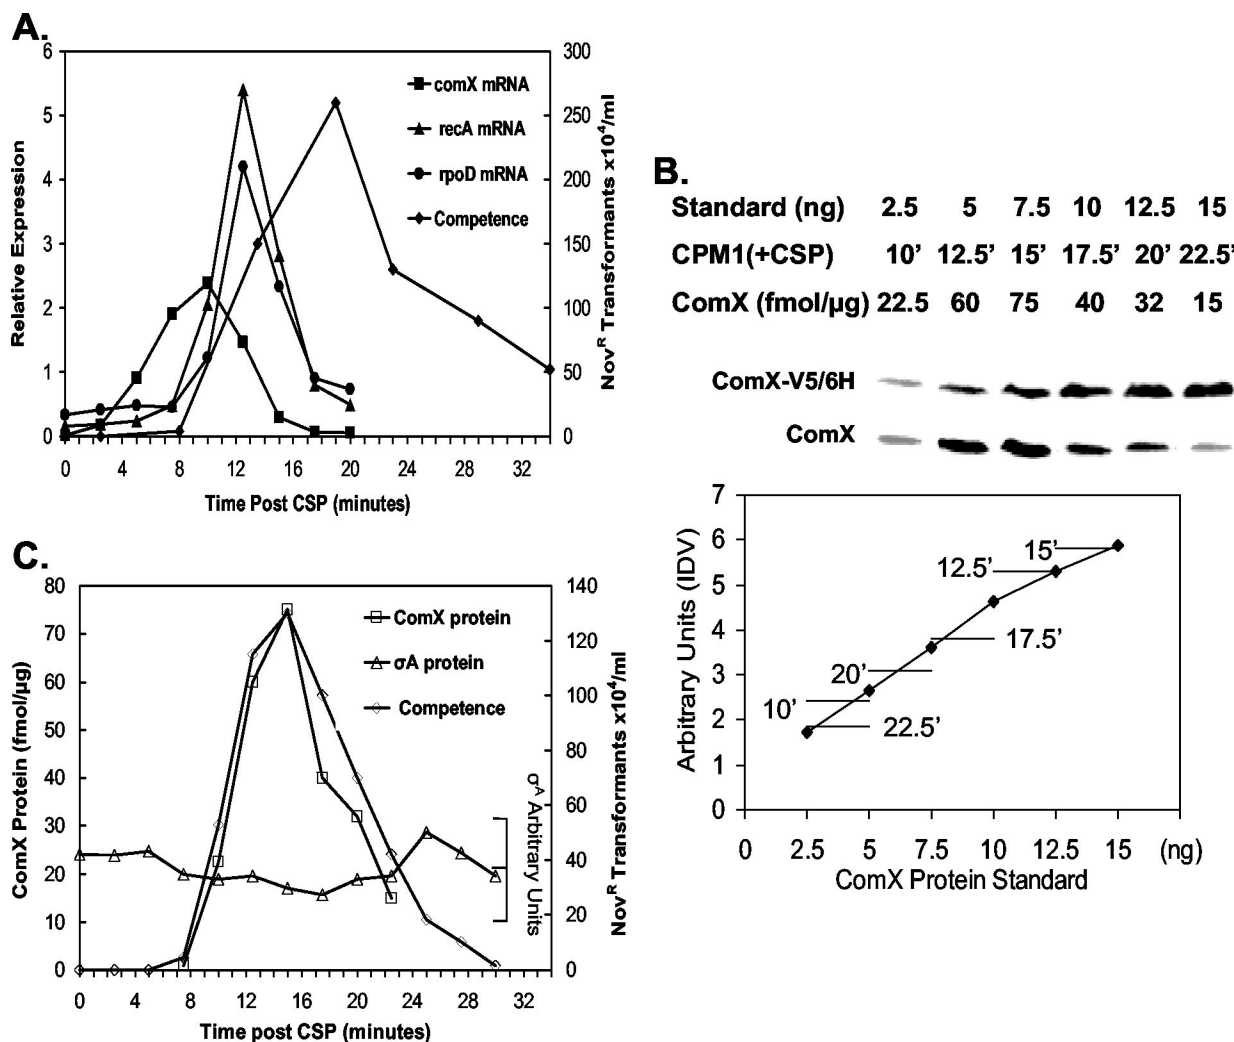 A.
6
5
4
3
2
1
0
Relative Expression
300
250
200
150
100
50
0
Nov^R Transformants x10^4/ml
comX mRNA
recA mRNA
rpoD mRNA
Competence
0 4 8 12 16 20 24 28 32
Time Post CSP (minutes)
B.
Standard (ng) 2.5 5 7.5 10 12.5 15
CPM1(+CSP) 10' 12.5' 15' 17.5' 20' 22.5'
ComX (fmol/µg) 22.5 60 75 40 32 15
ComX-V5/6H
ComX
7
6
5
4
3
2
1
0
Arbitrary Units (IDV)
15'
12.5'
17.5'
20'
10'
22.5'
0 2.5 5 7.5 10 12.5 15 (ng)
ComX Protein Standard
C.
80
70
60
50
40
30
20
10
0
ComX Protein (fmol/µg)
ComX protein
σA protein
Competence
σ^A Arbitrary Units
140
120
100
80
60
40
20
0
Nov^R Transformants x10^4/ml
0 4 8 12 16 20 24 28 32
Time post CSP (minutes)